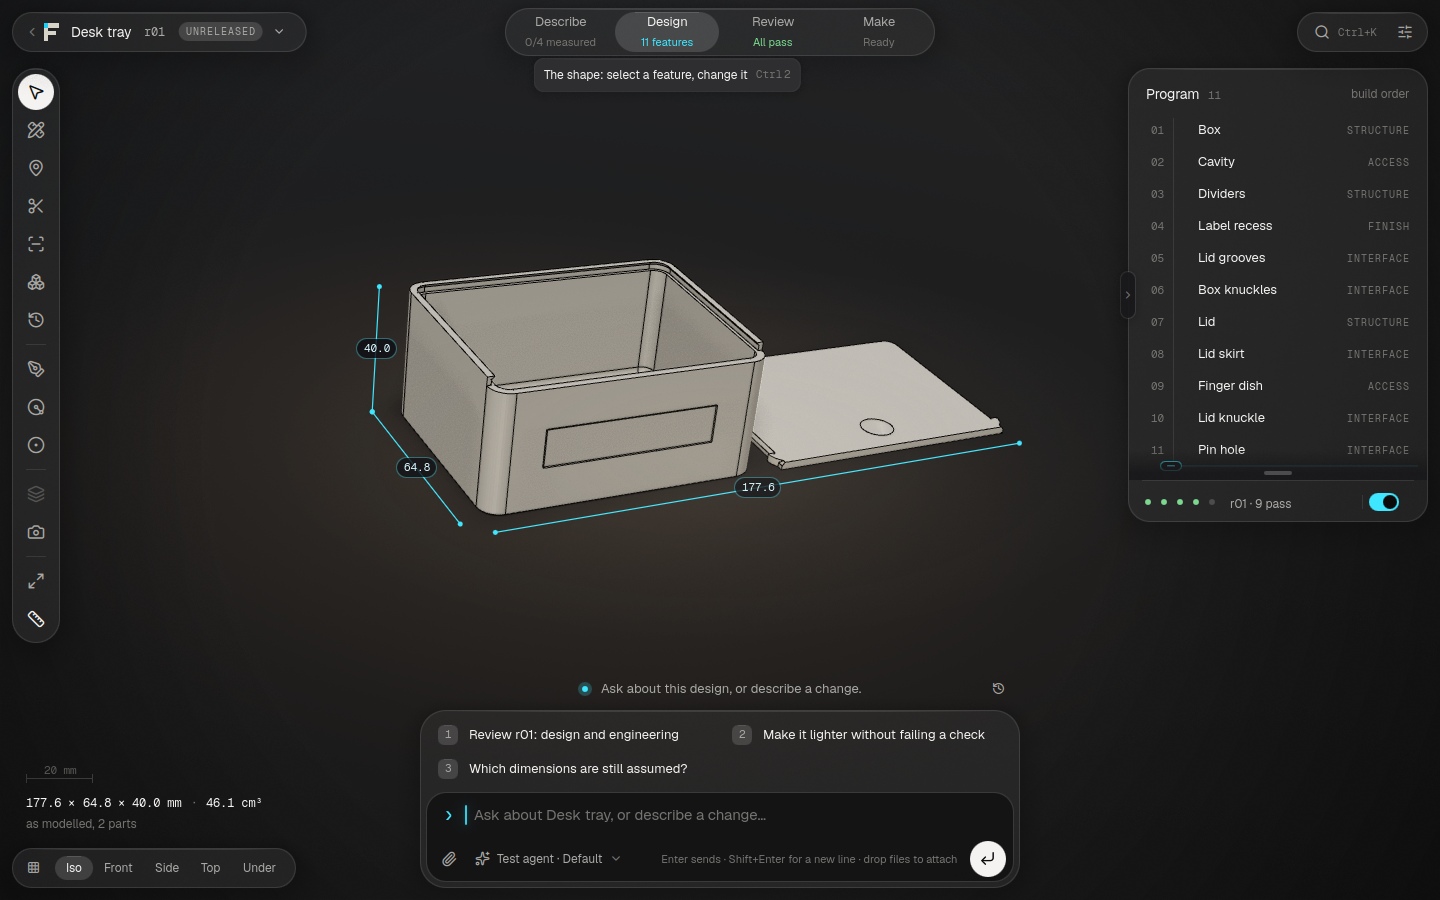 Desk tray r01 UNRELEASED
Describe
0/4 measured
Design
11 features
Review
All pass
Make
Ready
Ctrl+K
The shape: select a feature, change it Ctrl 2
Program 11 build order
01 Box STRUCTURE
02 Cavity ACCESS
03 Dividers STRUCTURE
04 Label recess FINISH
05 Lid grooves INTERFACE
06 Box knuckles INTERFACE
07 Lid STRUCTURE
08 Lid skirt INTERFACE
09 Finger dish ACCESS
10 Lid knuckle INTERFACE
11 Pin hole INTERFACE
r01 · 9 pass
40.0
64.8
177.6
Ask about this design, or describe a change.
1 Review r01: design and engineering
2 Make it lighter without failing a check
3 Which dimensions are still assumed?
Ask about Desk tray, or describe a change...
Test agent · Default
Enter sends · Shift+Enter for a new line · drop files to attach
20 mm
177.6 × 64.8 × 40.0 mm · 46.1 cm³
as modelled, 2 parts
Iso Front Side Top Under